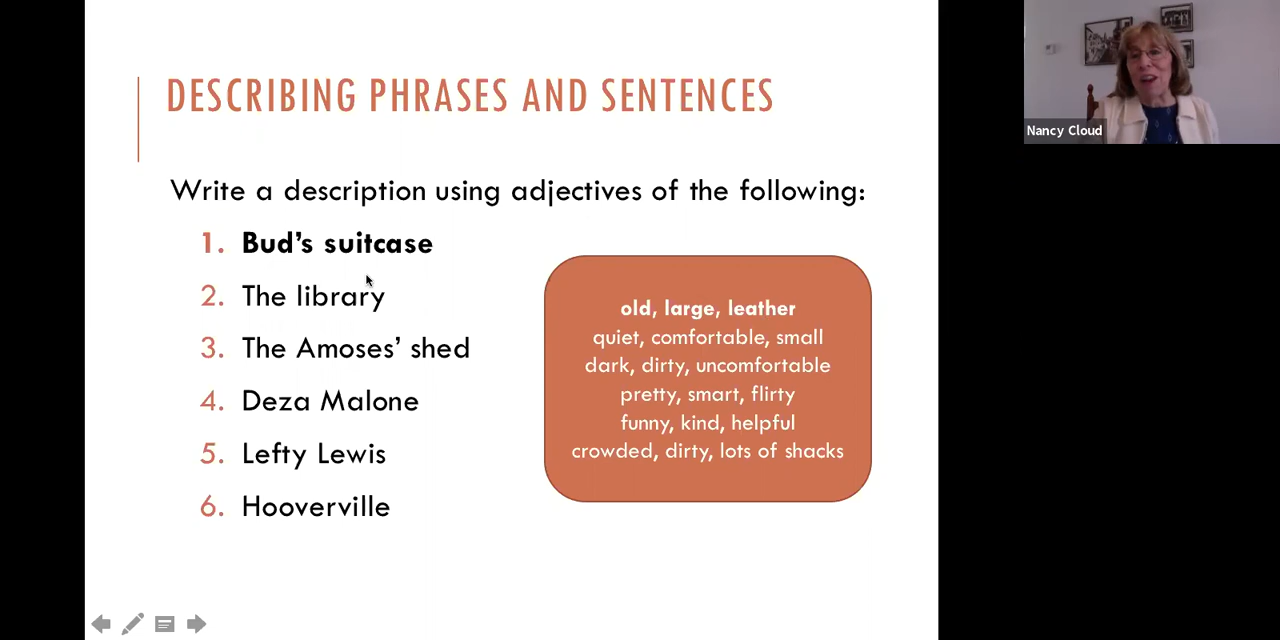 DESCRIBING PHRASES AND SENTENCES
Write a description using adjectives of the following:
1. Bud's suitcase
2. The library
3. The Amoses' shed
4. Deza Malone
5. Lefty Lewis
6. Hooverville
old, large, leather
quiet, comfortable, small
dark, dirty, uncomfortable
pretty, smart, flirty
funny, kind, helpful
crowded, dirty, lots of shacks
Nancy Cloud